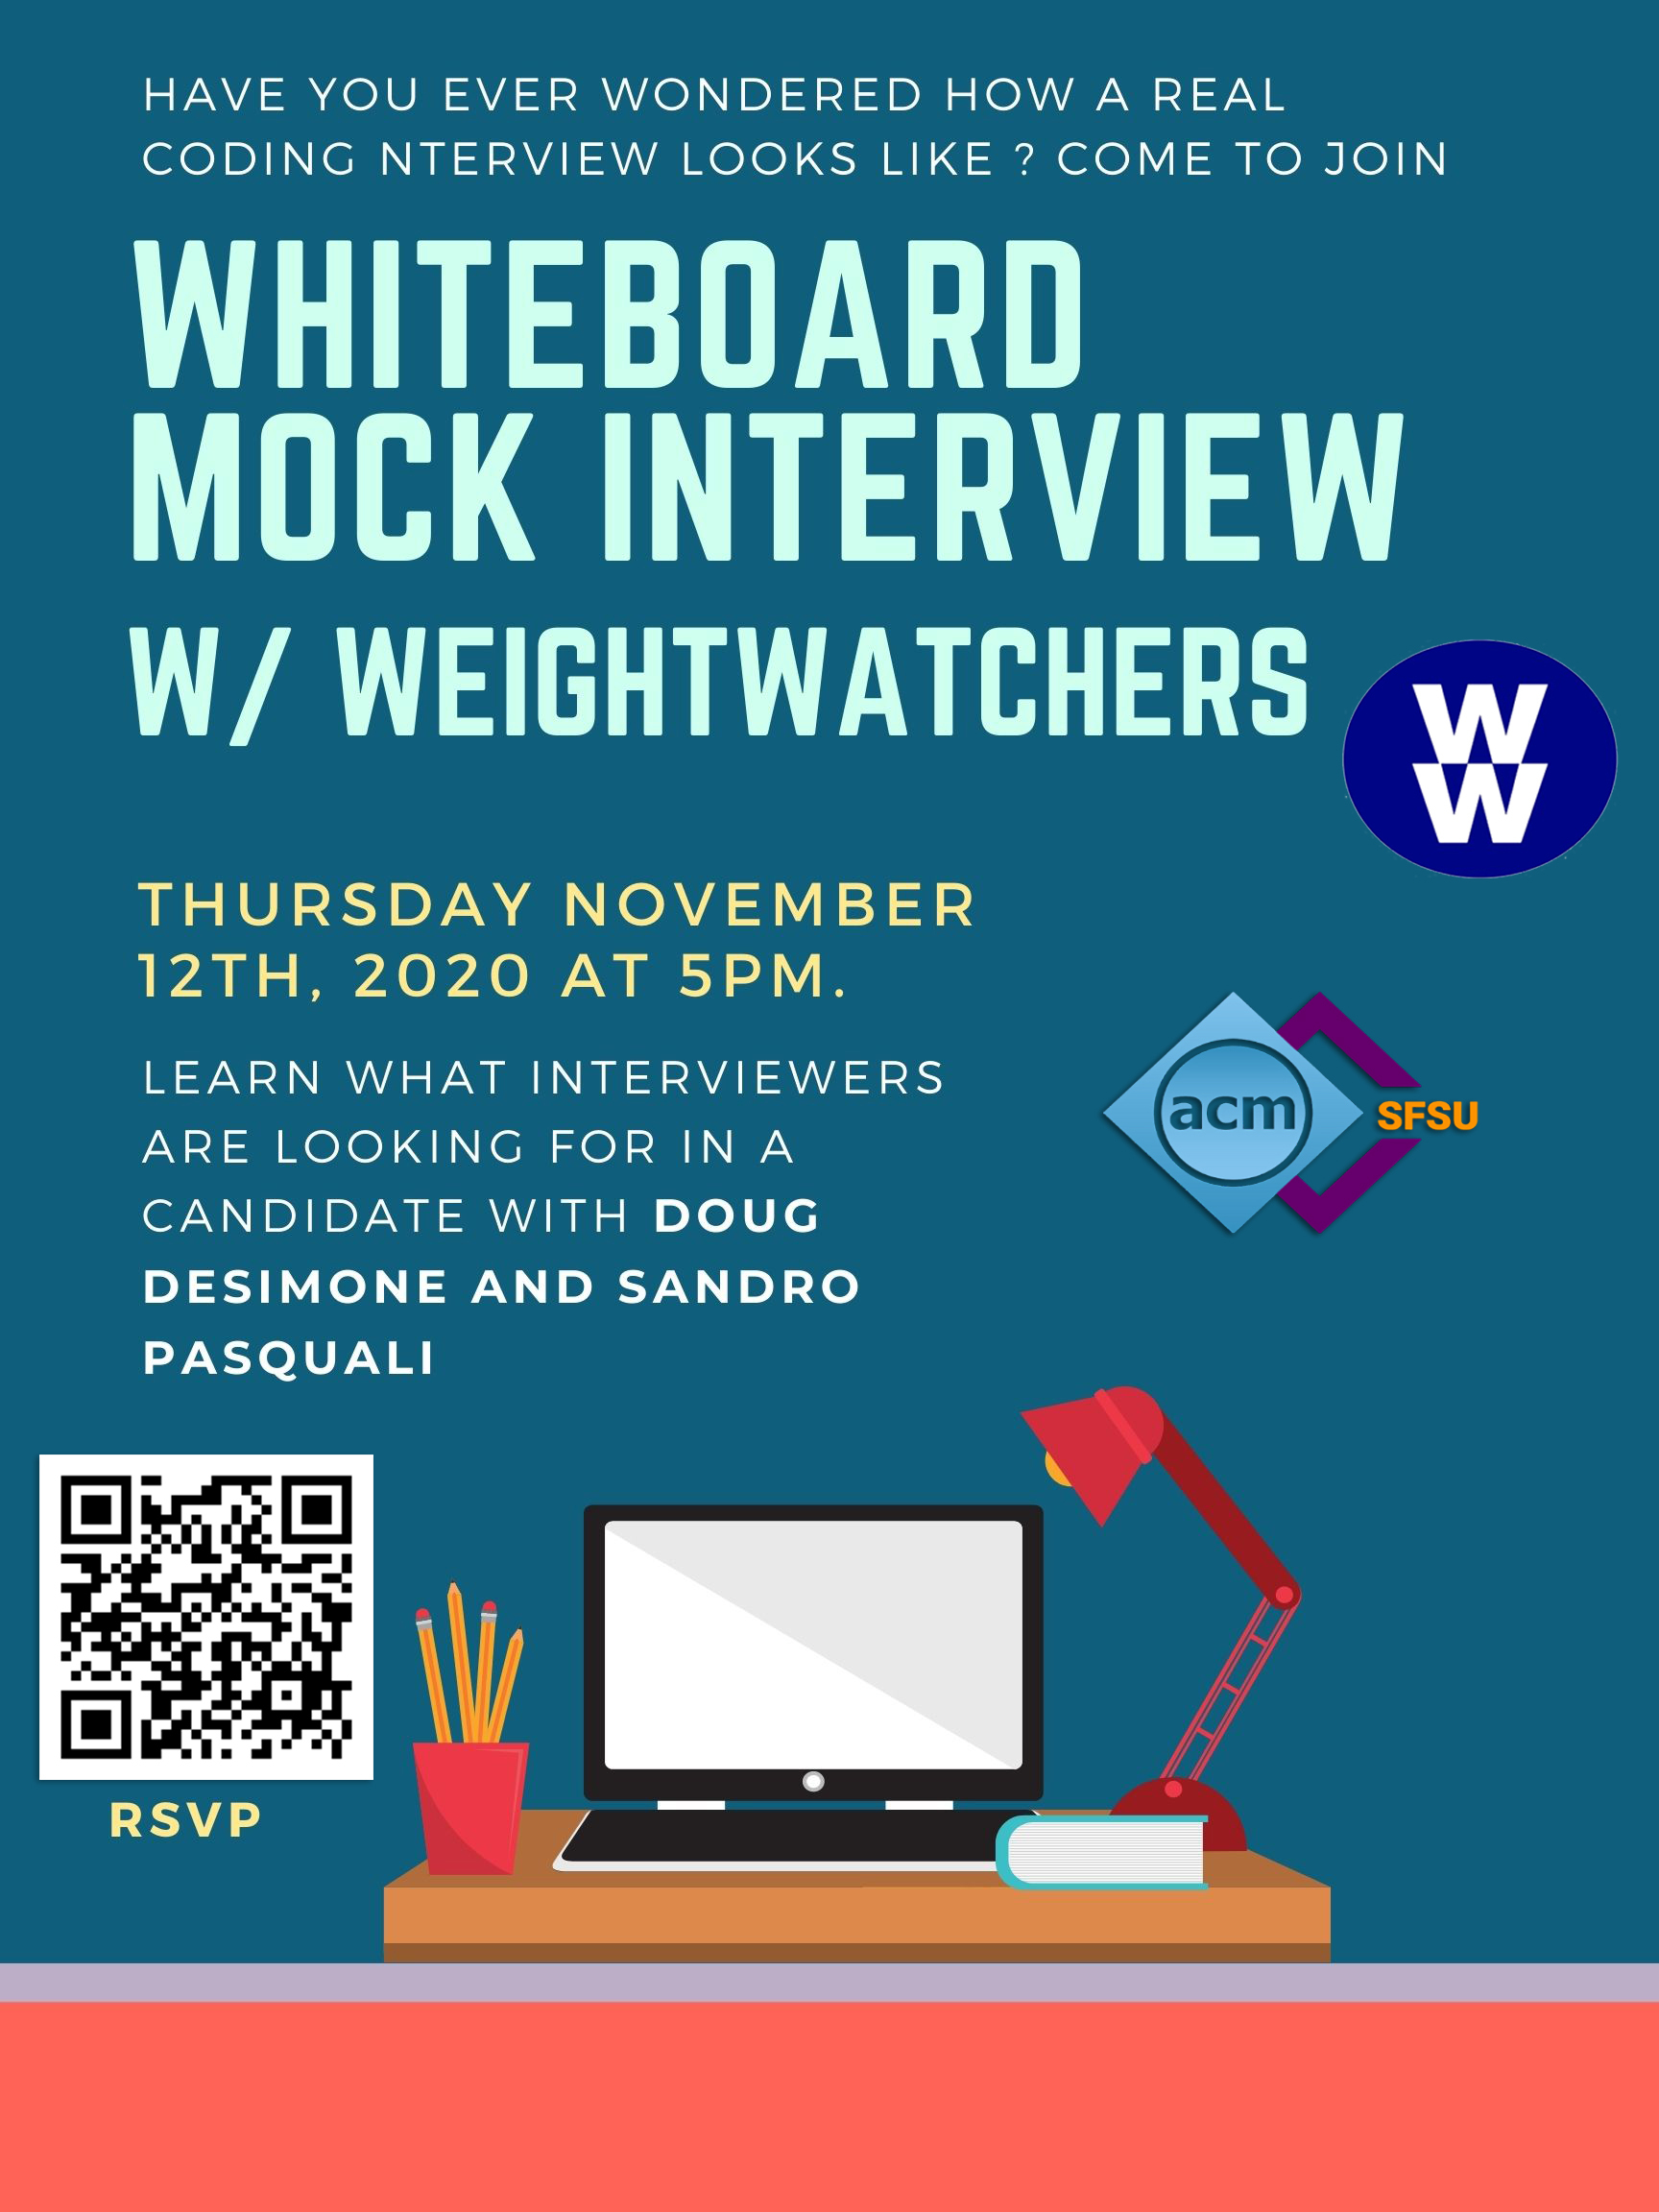 HAVE YOU EVER WONDERED HOW A REAL
CODING NTERVIEW LOOKS LIKE ? COME TO JOIN
WHITEBOARD
MOCK INTERVIEW
W/ WEIGHTWATCHERS
W
W
THURSDAY NOVEMBER
12TH, 2020 AT 5PM.
acm SFSU
LEARN WHAT INTERVIEWERS
ARE LOOKING FOR IN A
CANDIDATE WITH DOUG
DESIMONE AND SANDRO
PASQUALI
RSVP